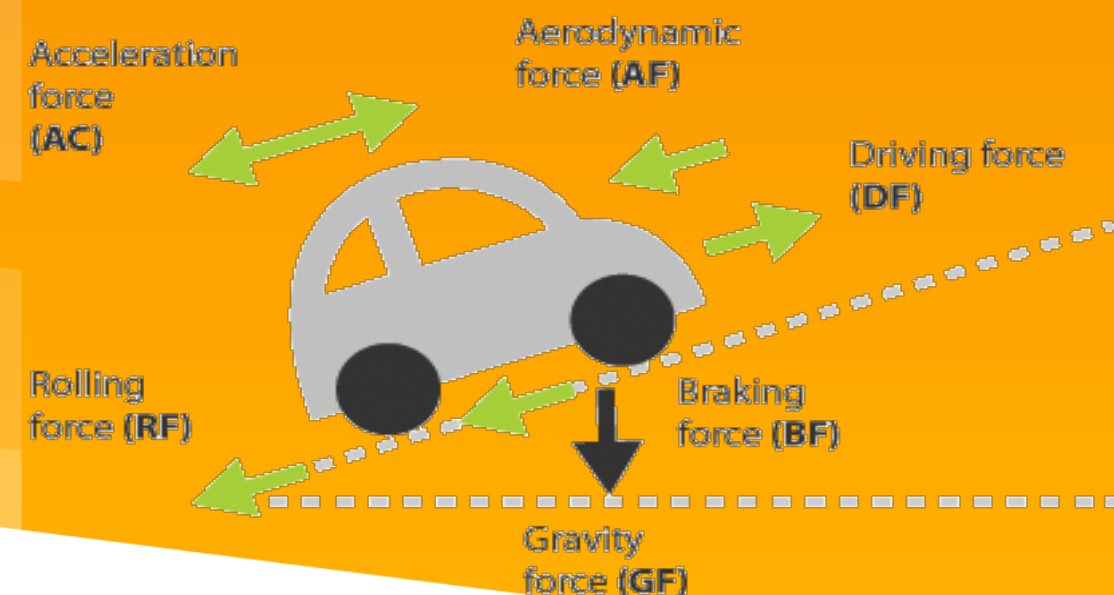 Acceleration
force
(AC)
Aerodynamic
force (AF)
Driving force
(DF)
Rolling
force (RF)
Braking
force (BF)
Gravity
force (GF)